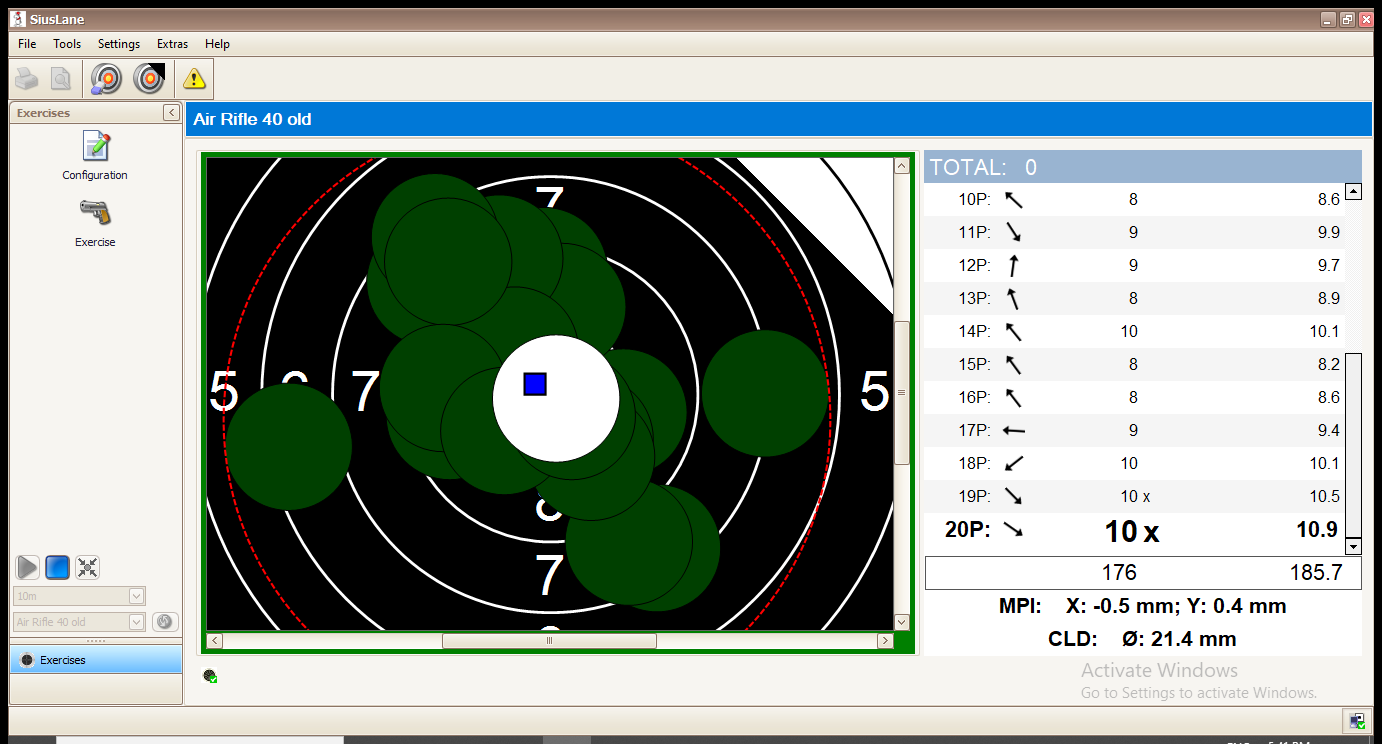 SiusLane
File Tools Settings Extras Help
Exercises
Configuration
Exercise
10m
Air Rifle 40 old
Exercises
Air Rifle 40 old
7
5 7 5
8
7
TOTAL: 0
10P: 8 8.6
11P: 9 9.9
12P: 9 9.7
13P: 8 8.9
14P: 10 10.1
15P: 8 8.2
16P: 8 8.6
17P: 9 9.4
18P: 10 10.1
19P: 10 x 10.5
20P: 10 x 10.9
176 185.7
MPI: X: -0.5 mm; Y: 0.4 mm
CLD: Ø: 21.4 mm
Activate Windows
Go to Settings to activate Windows.